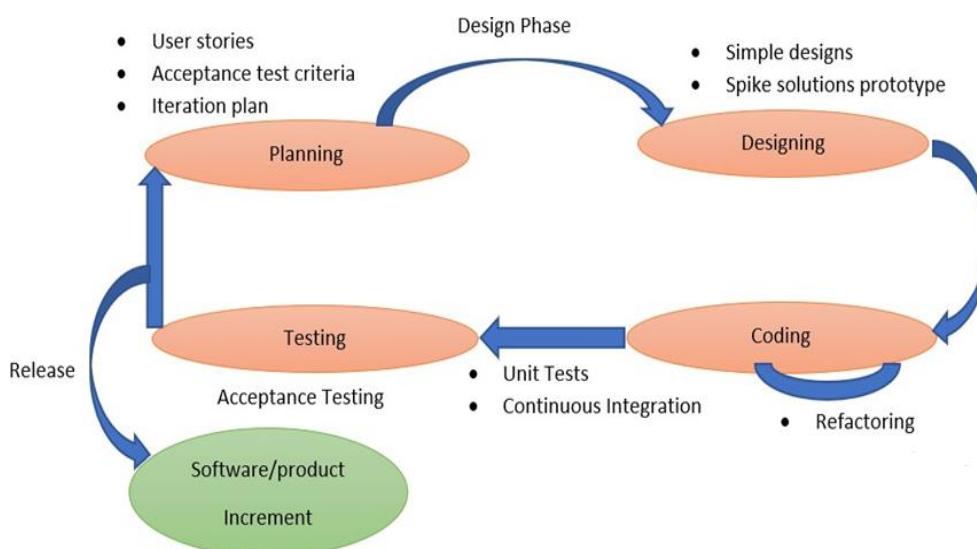 Design Phase
• User stories
• Acceptance test criteria
• Iteration plan
• Simple designs
• Spike solutions prototype
Planning
Designing
Testing
Coding
Release
Acceptance Testing
• Unit Tests
• Continuous Integration
• Refactoring
Software/product
Increment